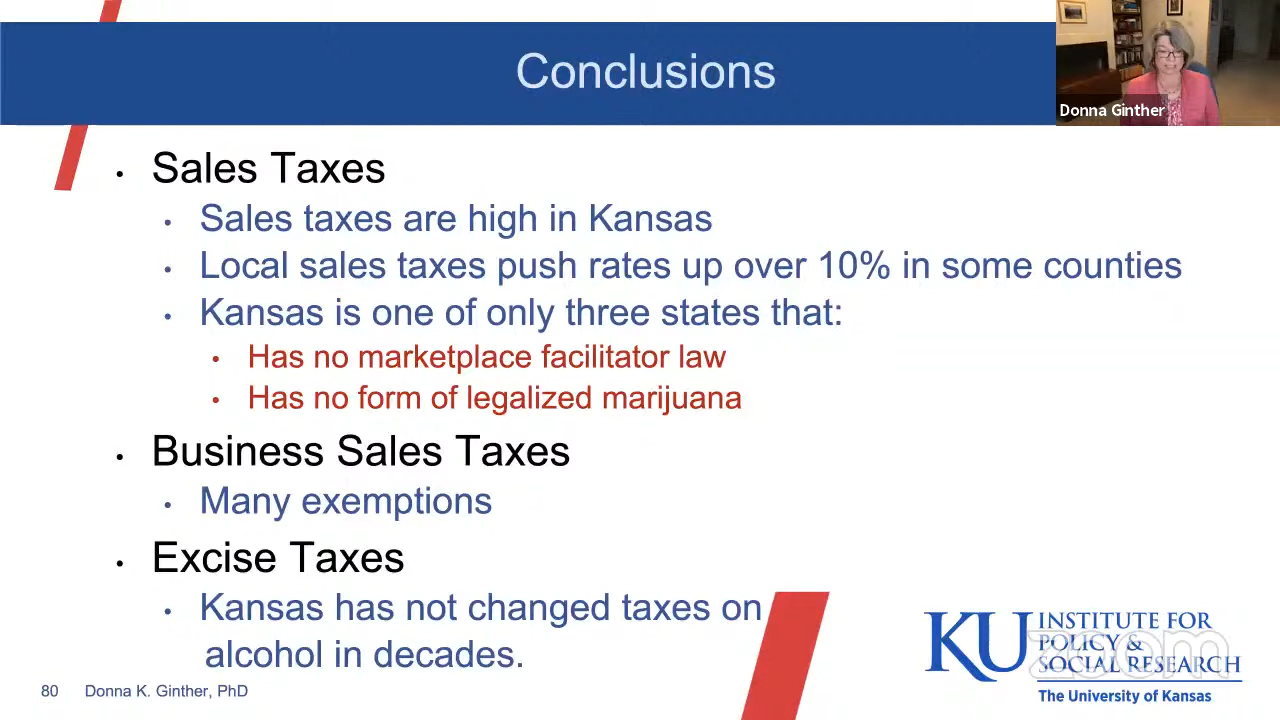 Conclusions
Donna Ginther
• Sales Taxes
• Sales taxes are high in Kansas
• Local sales taxes push rates up over 10% in some counties
• Kansas is one of only three states that:
• Has no marketplace facilitator law
• Has no form of legalized marijuana
• Business Sales Taxes
• Many exemptions
• Excise Taxes
• Kansas has not changed taxes on
alcohol in decades.
KU INSTITUTE FOR
POLICY &
SOCIAL RESEARCH
The University of Kansas
zoom
80 Donna K. Ginther, PhD